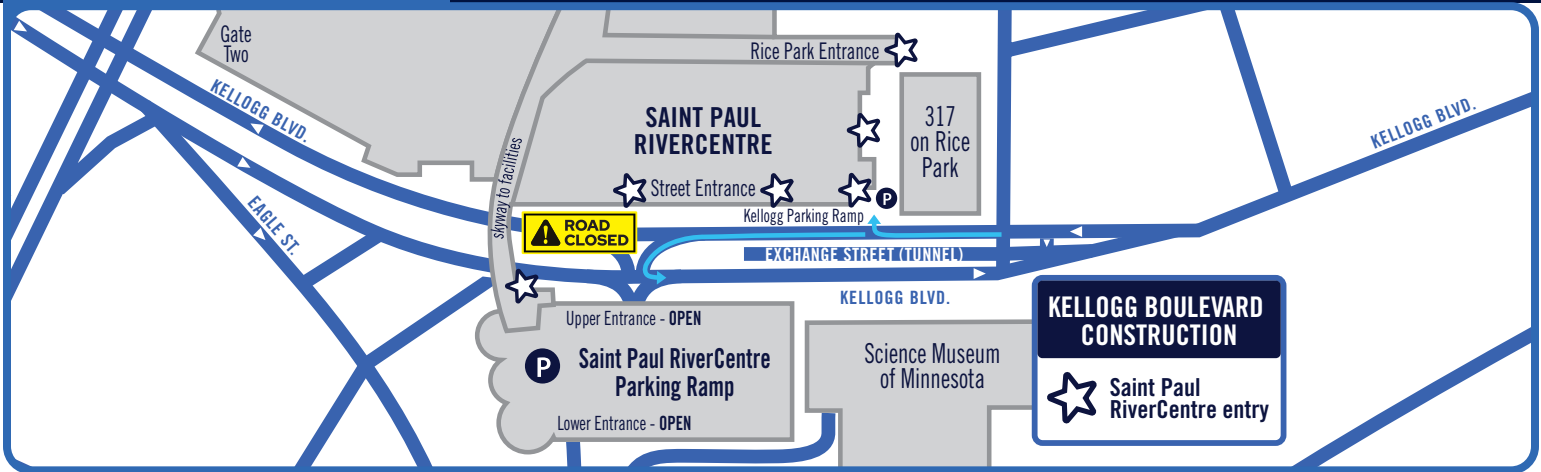 Gate
Two
Rice Park Entrance
KELLOGG BLVD.
SAINT PAUL
RIVERCENTRE
317
on Rice
Park
KELLOGG BLVD.
skyway to facilities
Street Entrance
P
Kellogg Parking Ramp
EAGLE ST.
ROAD
CLOSED
EXCHANGE STREET (TUNNEL)
KELLOGG BLVD.
Upper Entrance - OPEN
P
Saint Paul RiverCentre
Parking Ramp
Lower Entrance - OPEN
Science Museum
of Minnesota
KELLOGG BOULEVARD
CONSTRUCTION
Saint Paul
RiverCentre entry